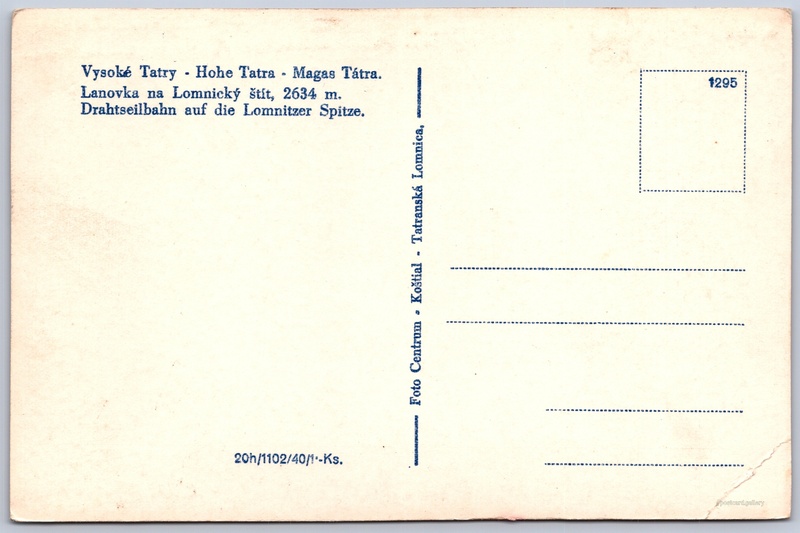 Vysoké Tatry - Hohe Tatra - Magas Tátra.
Lanovka na Lomnický štít, 2634 m.
Drahtseilbahn auf die Lomnitzer Spitze.
Foto Centrum - Koštial - Tatranská Lomnica.
1295
20h/1102/40/1·-Ks.